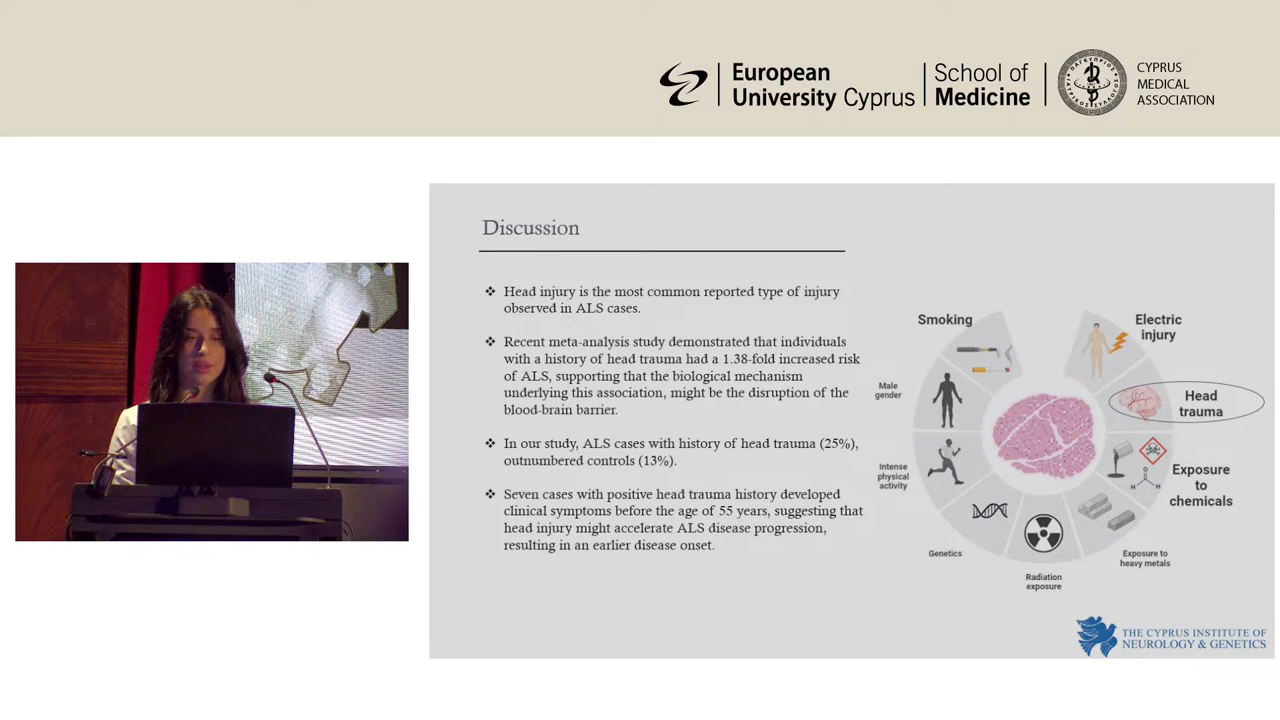 European
University Cyprus
School of
Medicine
ΠΑΓΚΥΠΡΙΟΣ
ΙΑΤΡΙΚΟΣ ΣΥΛΛΟΓΟΣ
CYPRUS
MEDICAL
ASSOCIATION
Discussion
❖ Head injury is the most common reported type of injury
observed in ALS cases.
❖ Recent meta-analysis study demonstrated that individuals
with a history of head trauma had a 1.38-fold increased risk
of ALS, supporting that the biological mechanism
underlying this association, might be the disruption of the
blood-brain barrier.
❖ In our study, ALS cases with history of head trauma (25%),
outnumbered controls (13%).
❖ Seven cases with positive head trauma history developed
clinical symptoms before the age of 55 years, suggesting that
head injury might accelerate ALS disease progression,
resulting in an earlier disease onset.
Smoking
Electric
injury
Male
gender
Head
trauma
Intense
physical
activity
Exposure
to
chemicals
O
H
H
Genetics
Exposure to
heavy metals
Radiation
exposure
THE CYPRUS INSTITUTE OF
NEUROLOGY & GENETICS